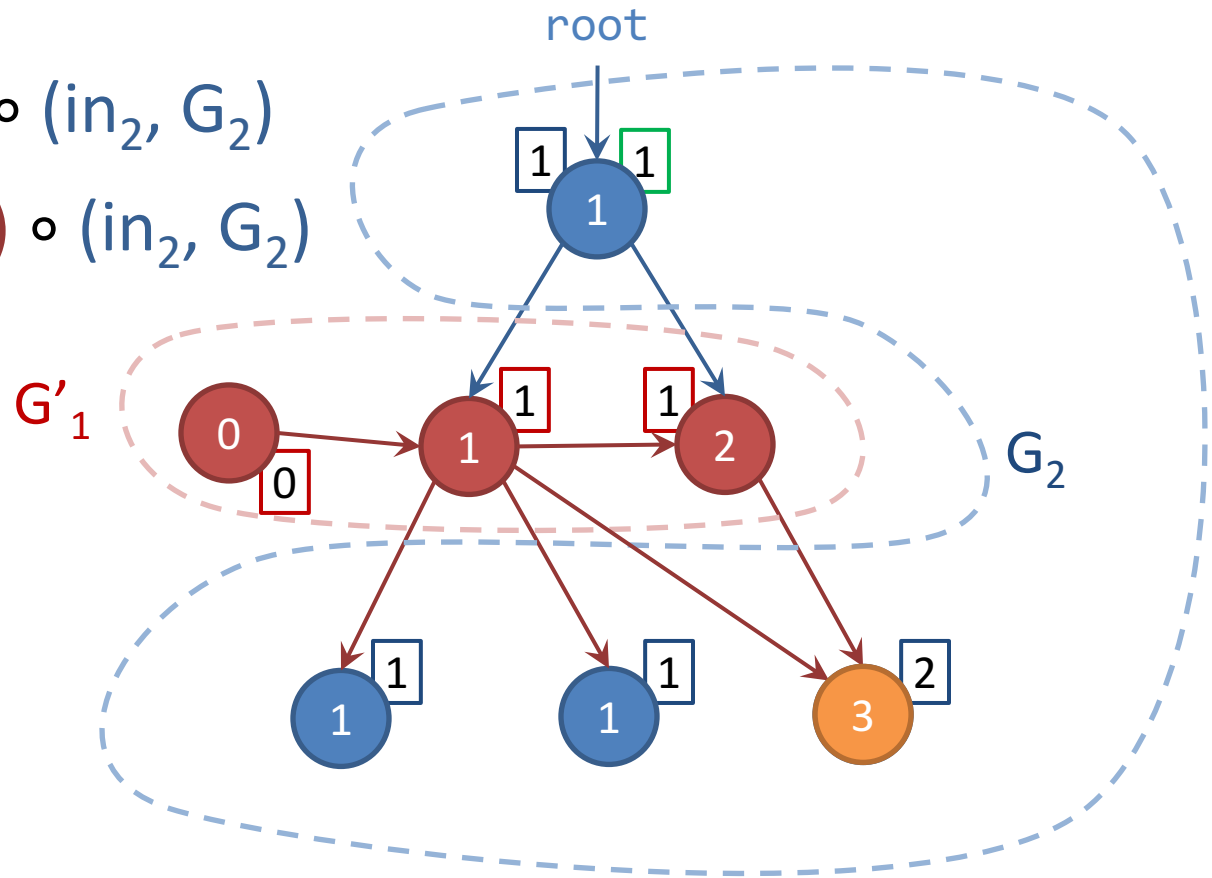 root
∘ (in₂, G₂)
1 1
1
) ∘ (in₂, G₂)
G’₁
1 1
0 1 2
G₂
0
1 1 2
1 1 3